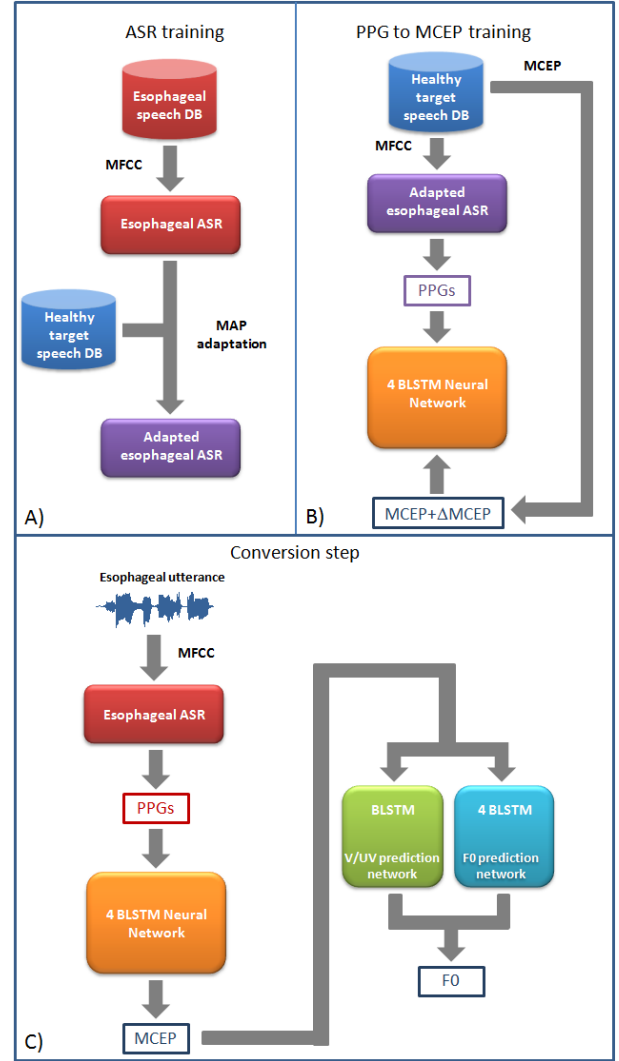 ASR training
Esophageal
speech DB
MFCC
Esophageal ASR
Healthy
target
speech DB
MAP
adaptation
Adapted
esophageal ASR
A)
PPG to MCEP training
MCEP
Healthy
target
speech DB
MFCC
Adapted
esophageal ASR
PPGs
4 BLSTM Neural
Network
MCEP+ΔMCEP
B)
Conversion step
Esophageal utterance
MFCC
Esophageal ASR
PPGs
4 BLSTM Neural
Network
MCEP
BLSTM
V/UV prediction
network
4 BLSTM
F0 prediction
network
F0
C)